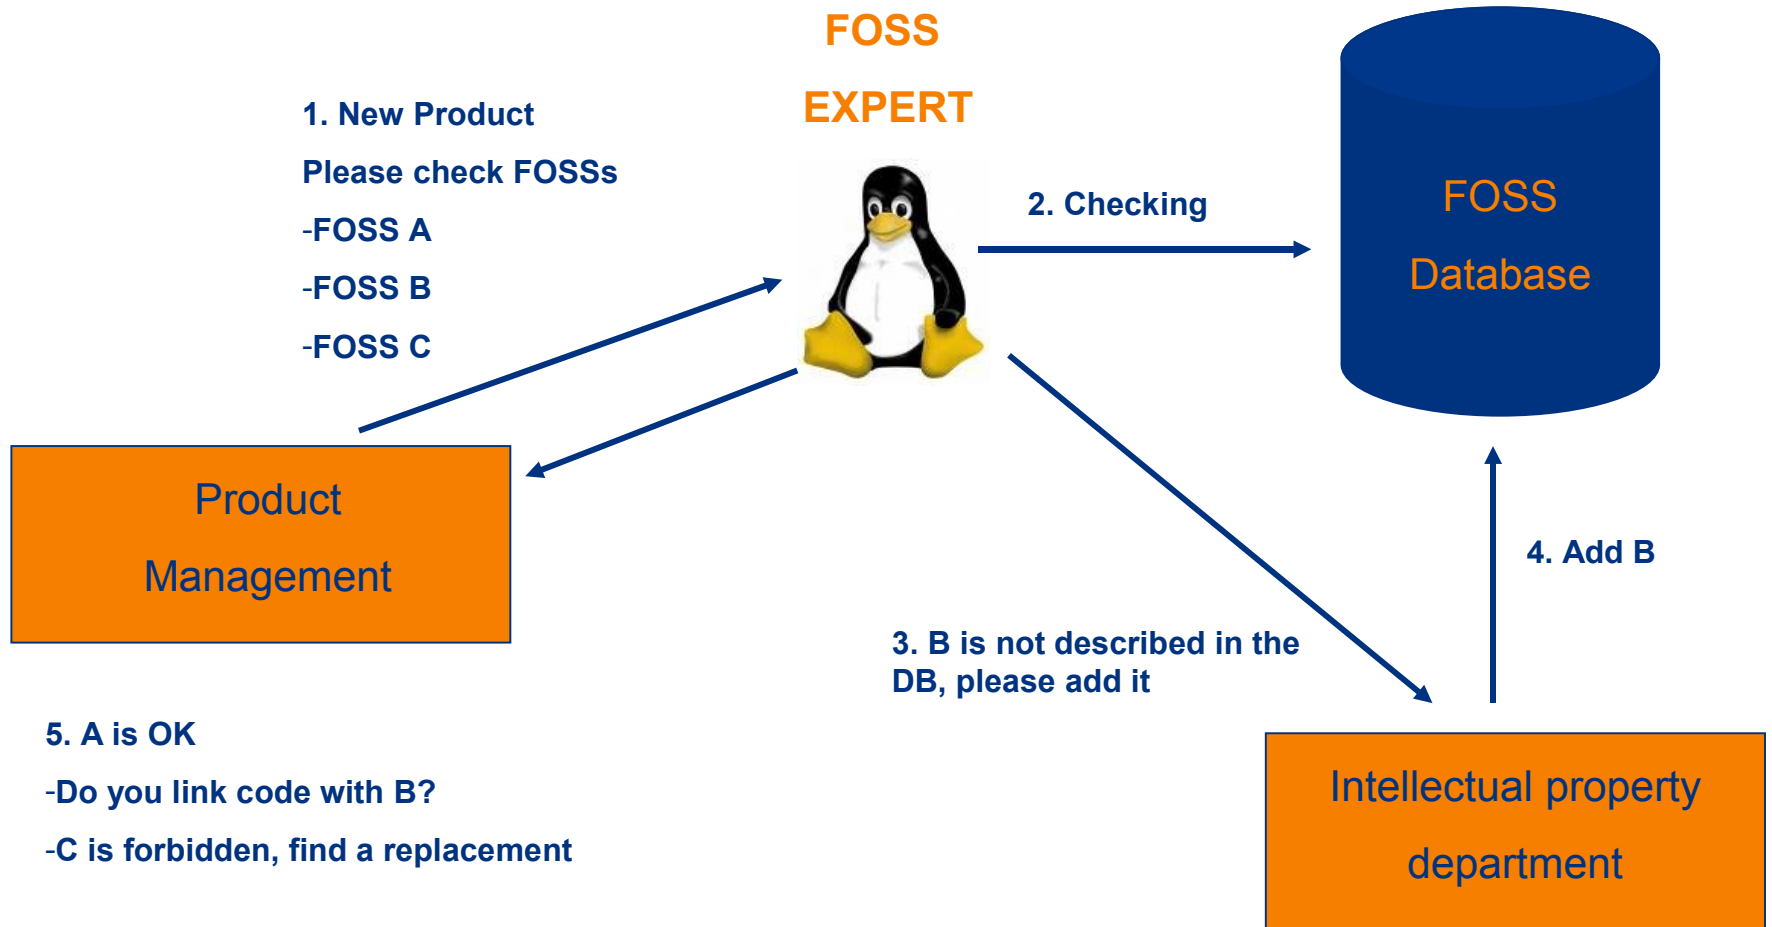 FOSS
EXPERT
1. New Product
Please check FOSSs
-FOSS A
-FOSS B
-FOSS C
2. Checking
FOSS
Database
Product
Management
4. Add B
3. B is not described in the
DB, please add it
5. A is OK
-Do you link code with B?
-C is forbidden, find a replacement
Intellectual property
department